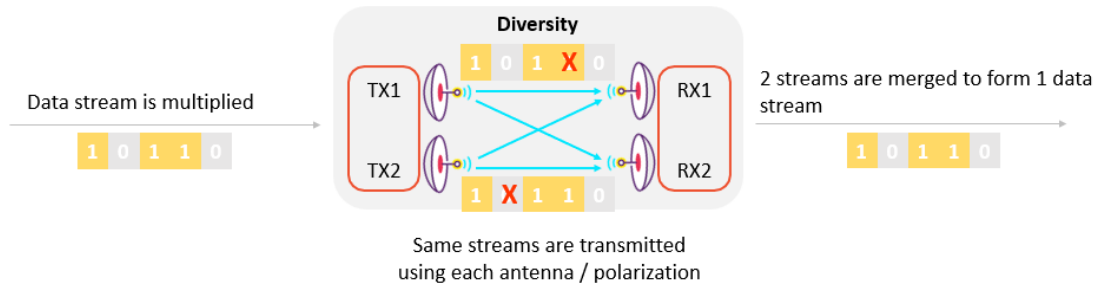 Diversity
1 0 1 X 0
Data stream is multiplied
1 0 1 1 0
TX1
RX1
TX2
RX2
2 streams are merged to form 1 data
stream
1 0 1 1 0
1 X 1 1 0
Same streams are transmitted
using each antenna / polarization